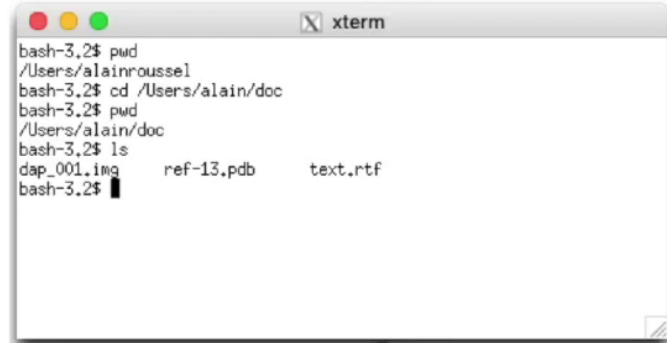 xterm
bash-3.2$ pwd
/Users/alainroussel
bash-3.2$ cd /Users/alain/doc
bash-3.2$ pwd
/Users/alain/doc
bash-3.2$ ls
dap_001.img ref-13.pdb text.rtf
bash-3.2$